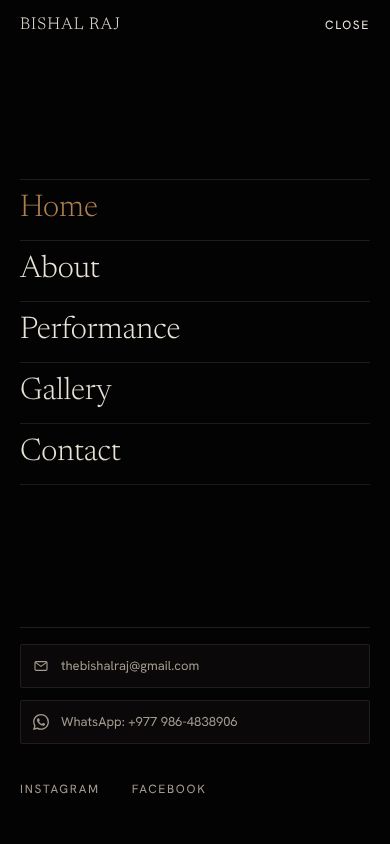 BISHAL RAJ
CLOSE
Home
About
Performance
Gallery
Contact
thebishalraj@gmail.com
WhatsApp: +977 986-4838906
INSTAGRAM
FACEBOOK